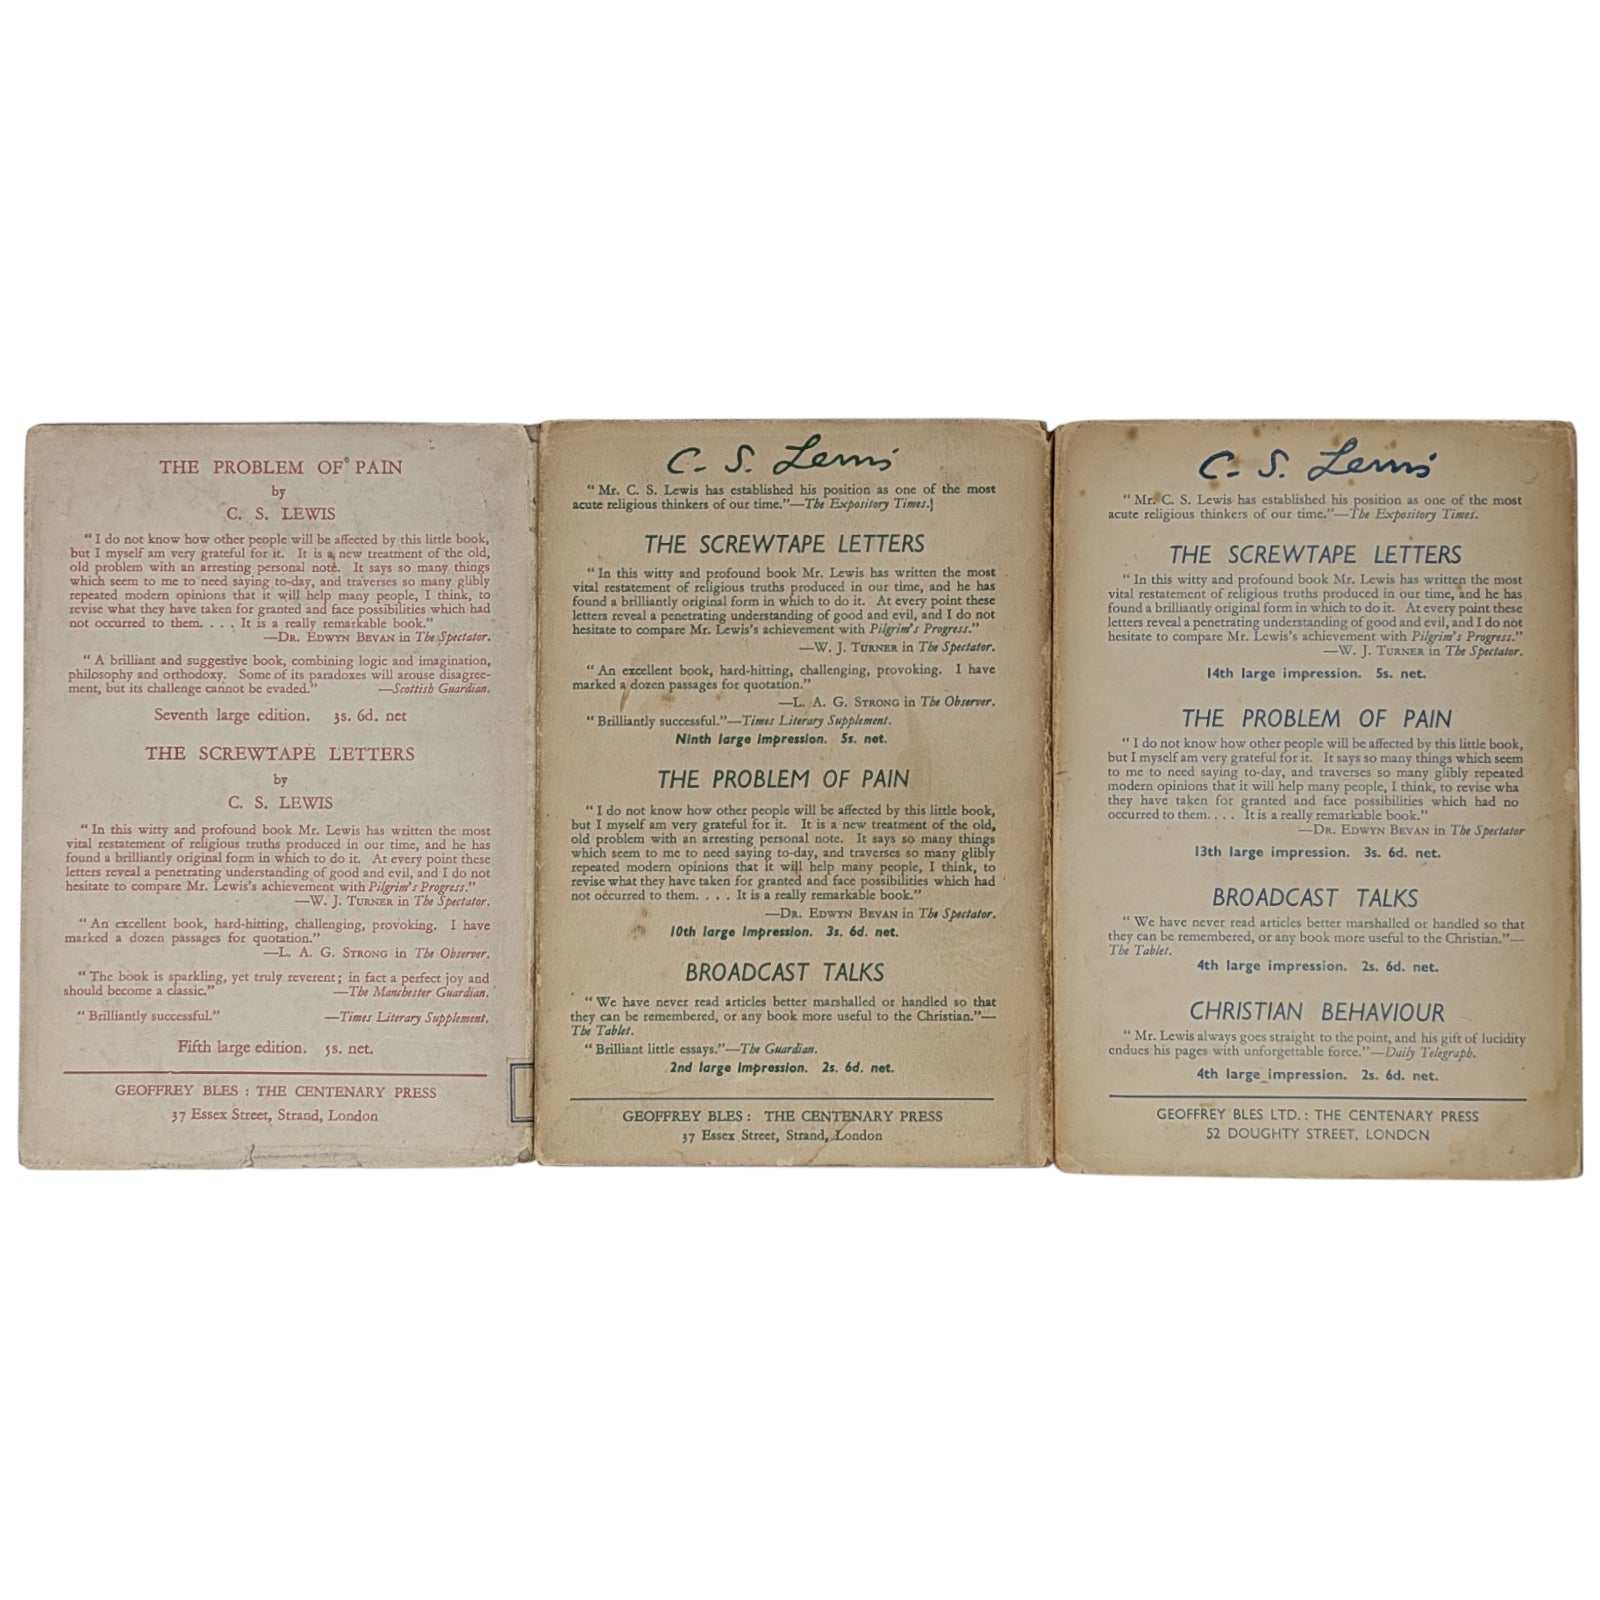 THE PROBLEM OF PAIN
by
C. S. LEWIS
“I do not know how other people will be affected by this little book,
but I myself am very grateful for it. It is a new treatment of the old,
old problem with an arresting personal note. It says so many things
which seem to me to need saying to-day, and traverses so many glibly
repeated modern opinions that it will help many people, I think, to
revise what they have taken for granted and face possibilities which had
not occurred to them. . . . It is a really remarkable book.”
—DR. EDWYN BEVAN in The Spectator.
“A brilliant and suggestive book, combining logic and imagination,
philosophy and orthodoxy. Some of its paradoxes will arouse disagree-
ment, but its challenge cannot be evaded.” —Scottish Guardian.
Seventh large edition. 3s. 6d. net
THE SCREWTAPE LETTERS
by
C. S. LEWIS
“In this witty and profound book Mr. Lewis has written the most
vital restatement of religious truths produced in our time, and he has
found a brilliantly original form in which to do it. At every point these
letters reveal a penetrating understanding of good and evil, and I do not
hesitate to compare Mr. Lewis's achievement with Pilgrim's Progress.”
—W. J. TURNER in The Spectator.
“An excellent book, hard-hitting, challenging, provoking. I have
marked a dozen passages for quotation.”
—L. A. G. STRONG in The Observer.
“The book is sparkling, yet truly reverent; in fact a perfect joy and
should become a classic.” —The Manchester Guardian.
“Brilliantly successful.” —Times Literary Supplement.
Fifth large edition. 5s. net.
GEOFFREY BLES : THE CENTENARY PRESS
37 Essex Street, Strand, London
C. S. Lewis
“Mr. C. S. Lewis has established his position as one of the most
acute religious thinkers of our time.”—The Expository Times.
THE SCREWTAPE LETTERS
“In this witty and profound book Mr. Lewis has written the most
vital restatement of religious truths produced in our time, and he has
found a brilliantly original form in which to do it. At every point these
letters reveal a penetrating understanding of good and evil, and I do not
hesitate to compare Mr. Lewis's achievement with Pilgrim's Progress.”
—W. J. TURNER in The Spectator.
“An excellent book, hard-hitting, challenging, provoking. I have
marked a dozen passages for quotation.”
—L. A. G. STRONG in The Observer.
“Brilliantly successful.”—Times Literary Supplement.
Ninth large impression. 5s. net.
THE PROBLEM OF PAIN
“I do not know how other people will be affected by this little book,
but I myself am very grateful for it. It is a new treatment of the old,
old problem with an arresting personal note. It says so many things
which seem to me to need saying to-day, and traverses so many glibly
repeated modern opinions that it will help many people, I think, to
revise what they have taken for granted and face possibilities which had
not occurred to them. . . . It is a really remarkable book.”
—DR. EDWYN BEVAN in The Spectator.
10th large impression. 3s. 6d. net.
BROADCAST TALKS
“We have never read articles better marshalled or handled so that
they can be remembered, or any book more useful to the Christian.”—
The Tablet.
“Brilliant little essays.”—The Guardian.
2nd large impression. 2s. 6d. net.
GEOFFREY BLES : THE CENTENARY PRESS
37 Essex Street, Strand, London
C. S. Lewis
“Mr. C. S. Lewis has established his position as one of the most
acute religious thinkers of our time.”—The Expository Times.
THE SCREWTAPE LETTERS
“In this witty and profound book Mr. Lewis has written the most
vital restatement of religious truths produced in our time, and he has
found a brilliantly original form in which to do it. At every point these
letters reveal a penetrating understanding of good and evil, and I do not
hesitate to compare Mr. Lewis's achievement with Pilgrim's Progress.”
—W. J. TURNER in The Spectator.
14th large impression. 5s. net.
THE PROBLEM OF PAIN
“I do not know how other people will be affected by this little book,
but I myself am very grateful for it. It says so many things which seem
to me to need saying to-day, and traverses so many glibly repeated
modern opinions that it will help many people, I think, to revise wha
they have taken for granted and face possibilities which had no
occurred to them. . . . It is a really remarkable book.”
—DR. EDWYN BEVAN in The Spectator
13th large impression. 3s. 6d. net.
BROADCAST TALKS
“We have never read articles better marshalled or handled so that
they can be remembered, or any book more useful to the Christian.”—
The Tablet.
4th large impression. 2s. 6d. net.
CHRISTIAN BEHAVIOUR
“Mr. Lewis always goes straight to the point, and his gift of lucidity
endues his pages with unforgettable force.”—Daily Telegraph.
4th large impression. 2s. 6d. net.
GEOFFREY BLES LTD. : THE CENTENARY PRESS
52 DOUGHTY STREET, LONDON